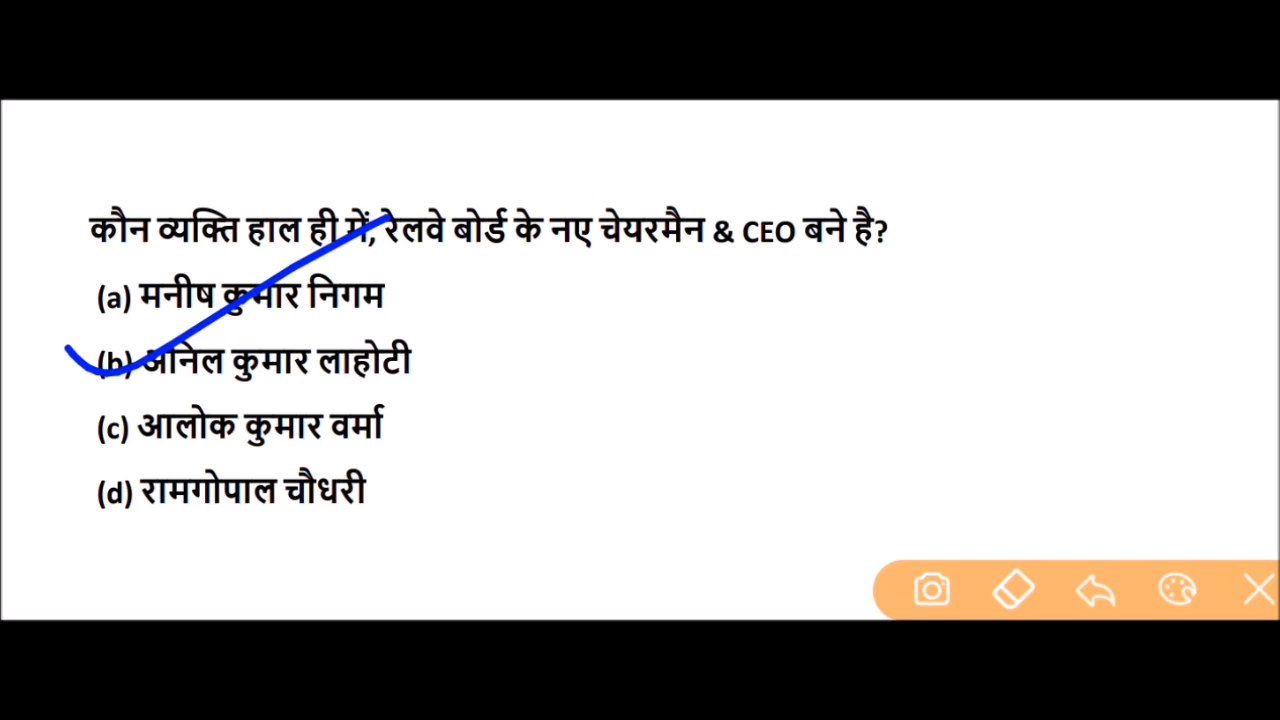 कौन व्यक्ति हाल ही में, रेलवे बोर्ड के नए चेयरमैन & CEO बने है?
(a) मनीष कुमार निगम
(b) अनिल कुमार लाहोटी
(c) आलोक कुमार वर्मा
(d) रामगोपाल चौधरी